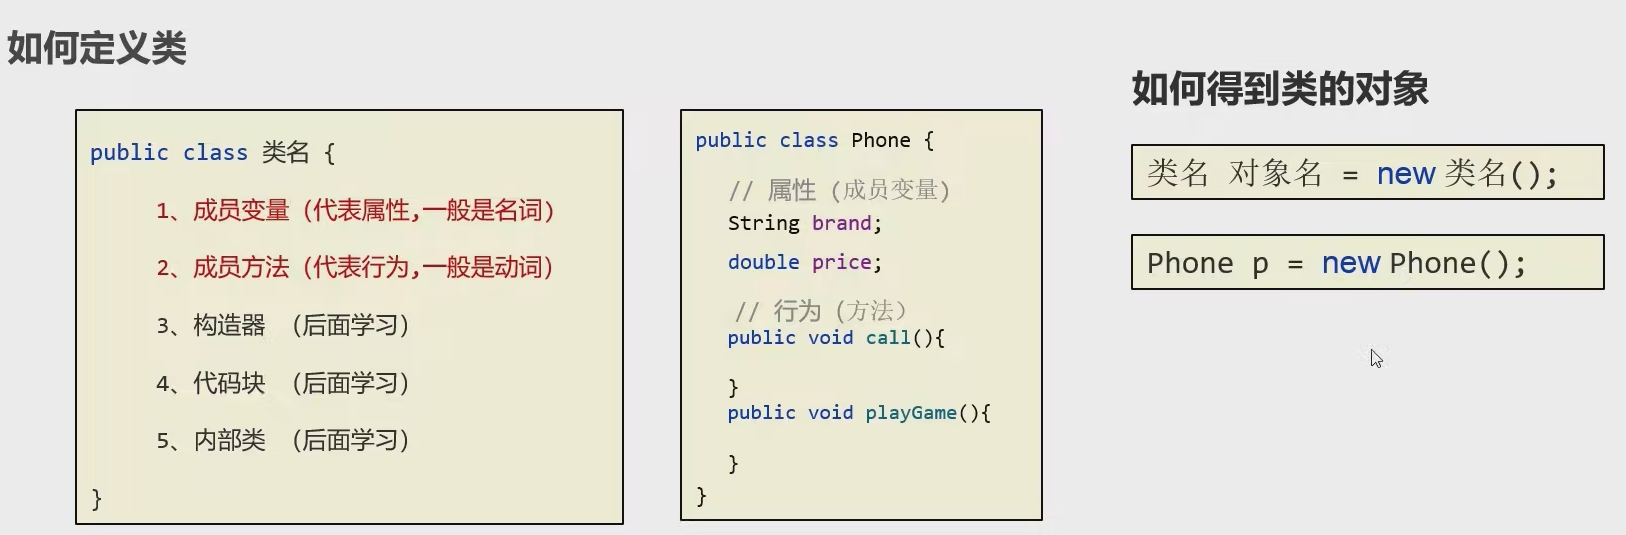 如何定义类
public class 类名 {
1、成员变量（代表属性,一般是名词）
2、成员方法（代表行为,一般是动词）
3、构造器 （后面学习）
4、代码块 （后面学习）
5、内部类 （后面学习）
}
public class Phone {
// 属性（成员变量）
String brand;
double price;
// 行为（方法）
public void call(){
}
public void playGame(){
}
}
如何得到类的对象
类名 对象名 = new 类名();
Phone p = new Phone();